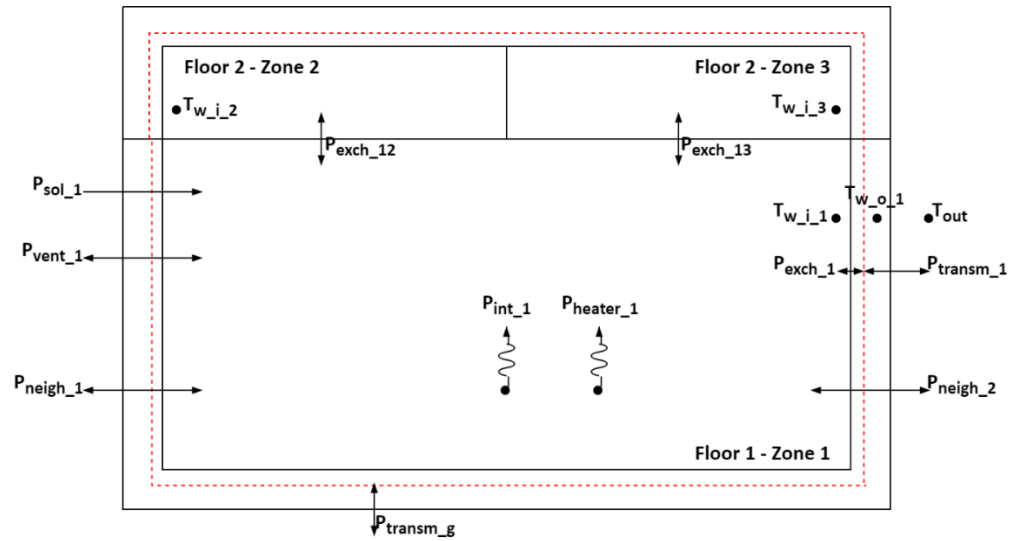 Floor 2 - Zone 2
Floor 2 - Zone 3
T_w_i_2
T_w_i_3
P_exch_12
P_exch_13
P_sol_1
T_w_o_1
T_w_i_1
T_out
P_vent_1
P_exch_1
P_transm_1
P_int_1
P_heater_1
P_neigh_1
P_neigh_2
Floor 1 - Zone 1
P_transm_g